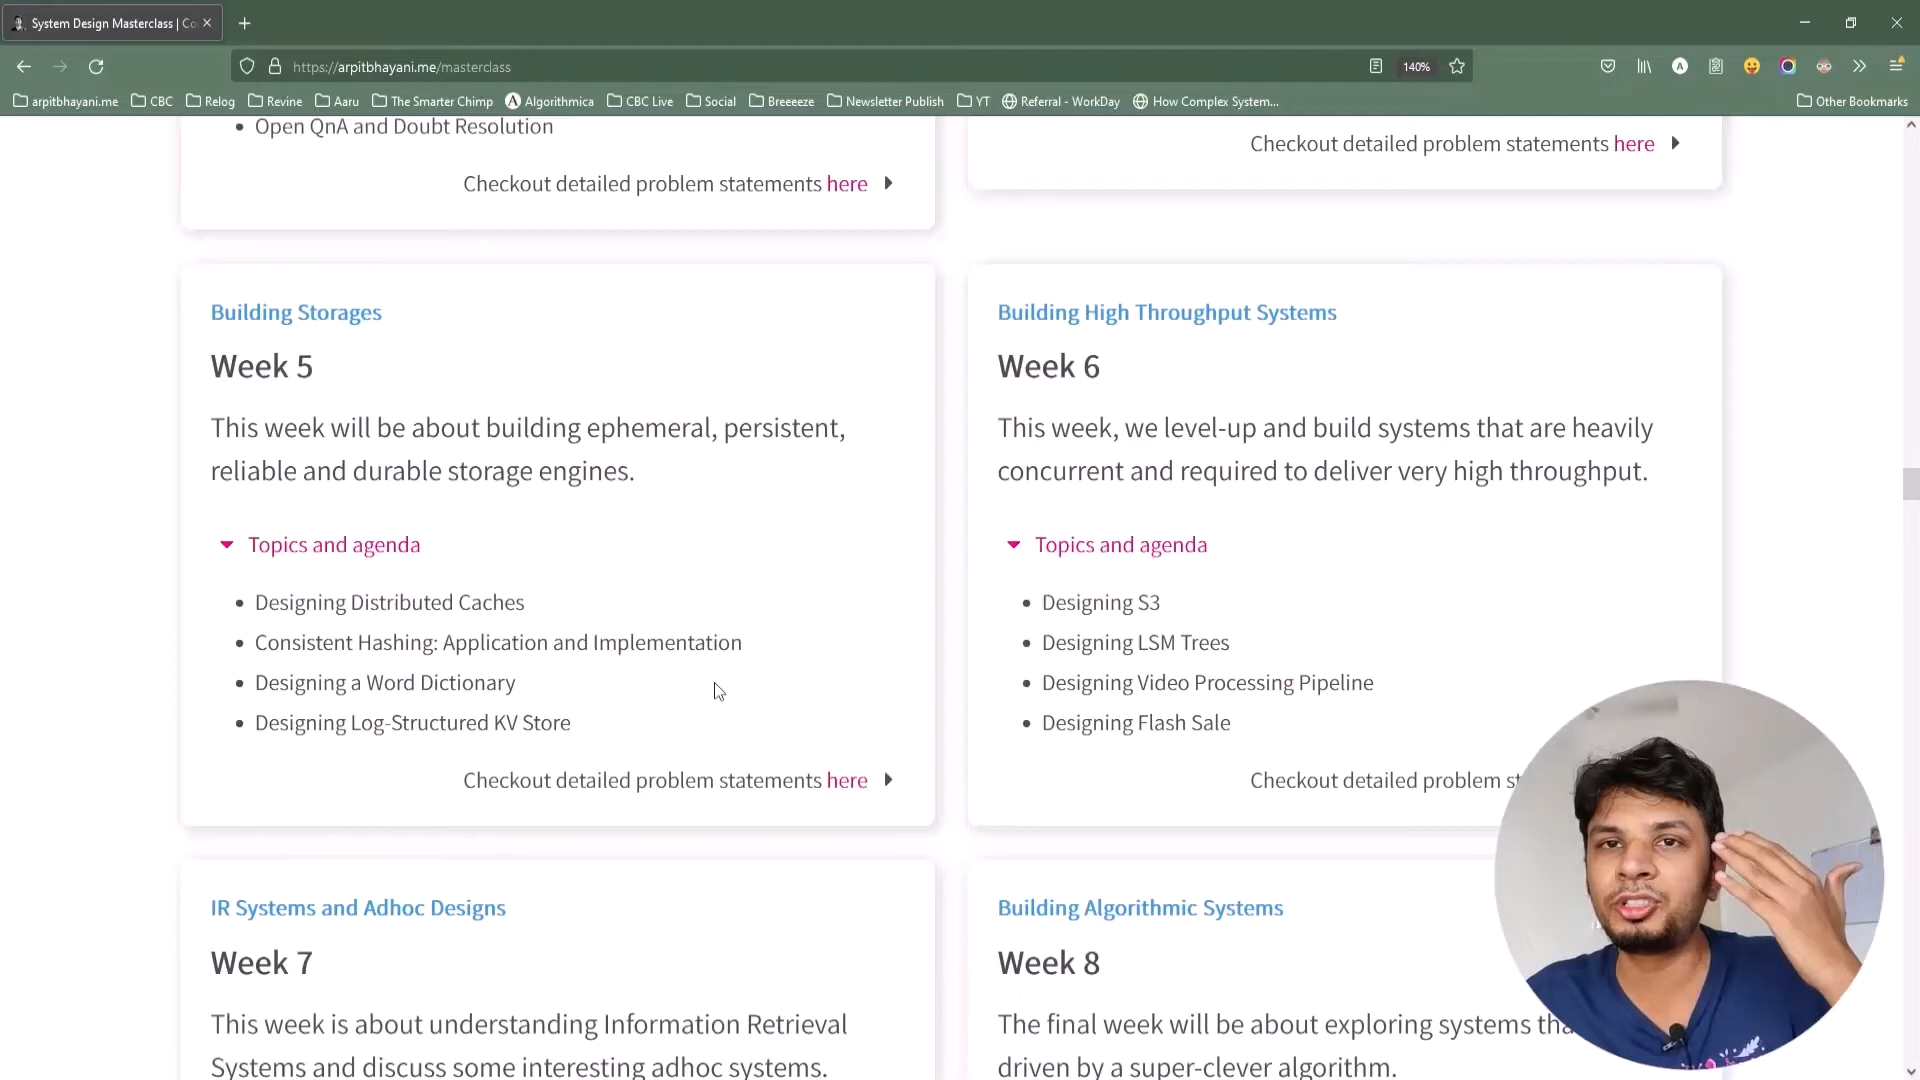 System Design Masterclass | Co
https://arpitbhayani.me/masterclass
140%
arpitbhayani.me
CBC
Relog
Revine
Aaru
The Smarter Chimp
Algorithmica
CBC Live
Social
Breeeeze
Newsletter Publish
YT
Referral - WorkDay
How Complex System...
Other Bookmarks
Open QnA and Doubt Resolution
Checkout detailed problem statements here
Checkout detailed problem statements here
Building Storages
Week 5
This week will be about building ephemeral, persistent,
reliable and durable storage engines.
Topics and agenda
Designing Distributed Caches
Consistent Hashing: Application and Implementation
Designing a Word Dictionary
Designing Log-Structured KV Store
Checkout detailed problem statements here
Building High Throughput Systems
Week 6
This week, we level-up and build systems that are heavily
concurrent and required to deliver very high throughput.
Topics and agenda
Designing S3
Designing LSM Trees
Designing Video Processing Pipeline
Designing Flash Sale
Checkout detailed problem
IR Systems and Adhoc Designs
Week 7
This week is about understanding Information Retrieval
Systems and discuss some interesting adhoc systems.
Building Algorithmic Systems
Week 8
The final week will be about exploring systems
driven by a super-clever algorithm.